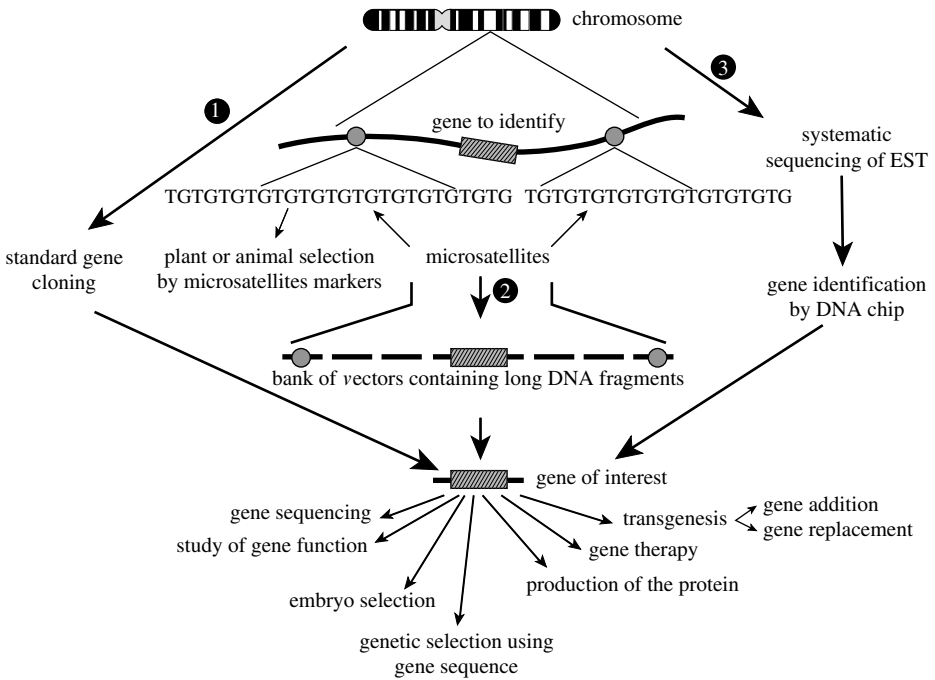 chromosome
1
3
gene to identify
systematic
sequencing of EST
TGTGTGTGTGTGTGTGTGTGTGTGTGTG TGTGTGTGTGTGTGTGTGTGTG
standard gene
cloning
plant or animal selection
by microsatellites markers
microsatellites
2
gene identification
by DNA chip
bank of vectors containing long DNA fragments
gene of interest
gene sequencing
study of gene function
embryo selection
genetic selection using
gene sequence
production of the protein
gene therapy
transgenesis
gene addition
gene replacement